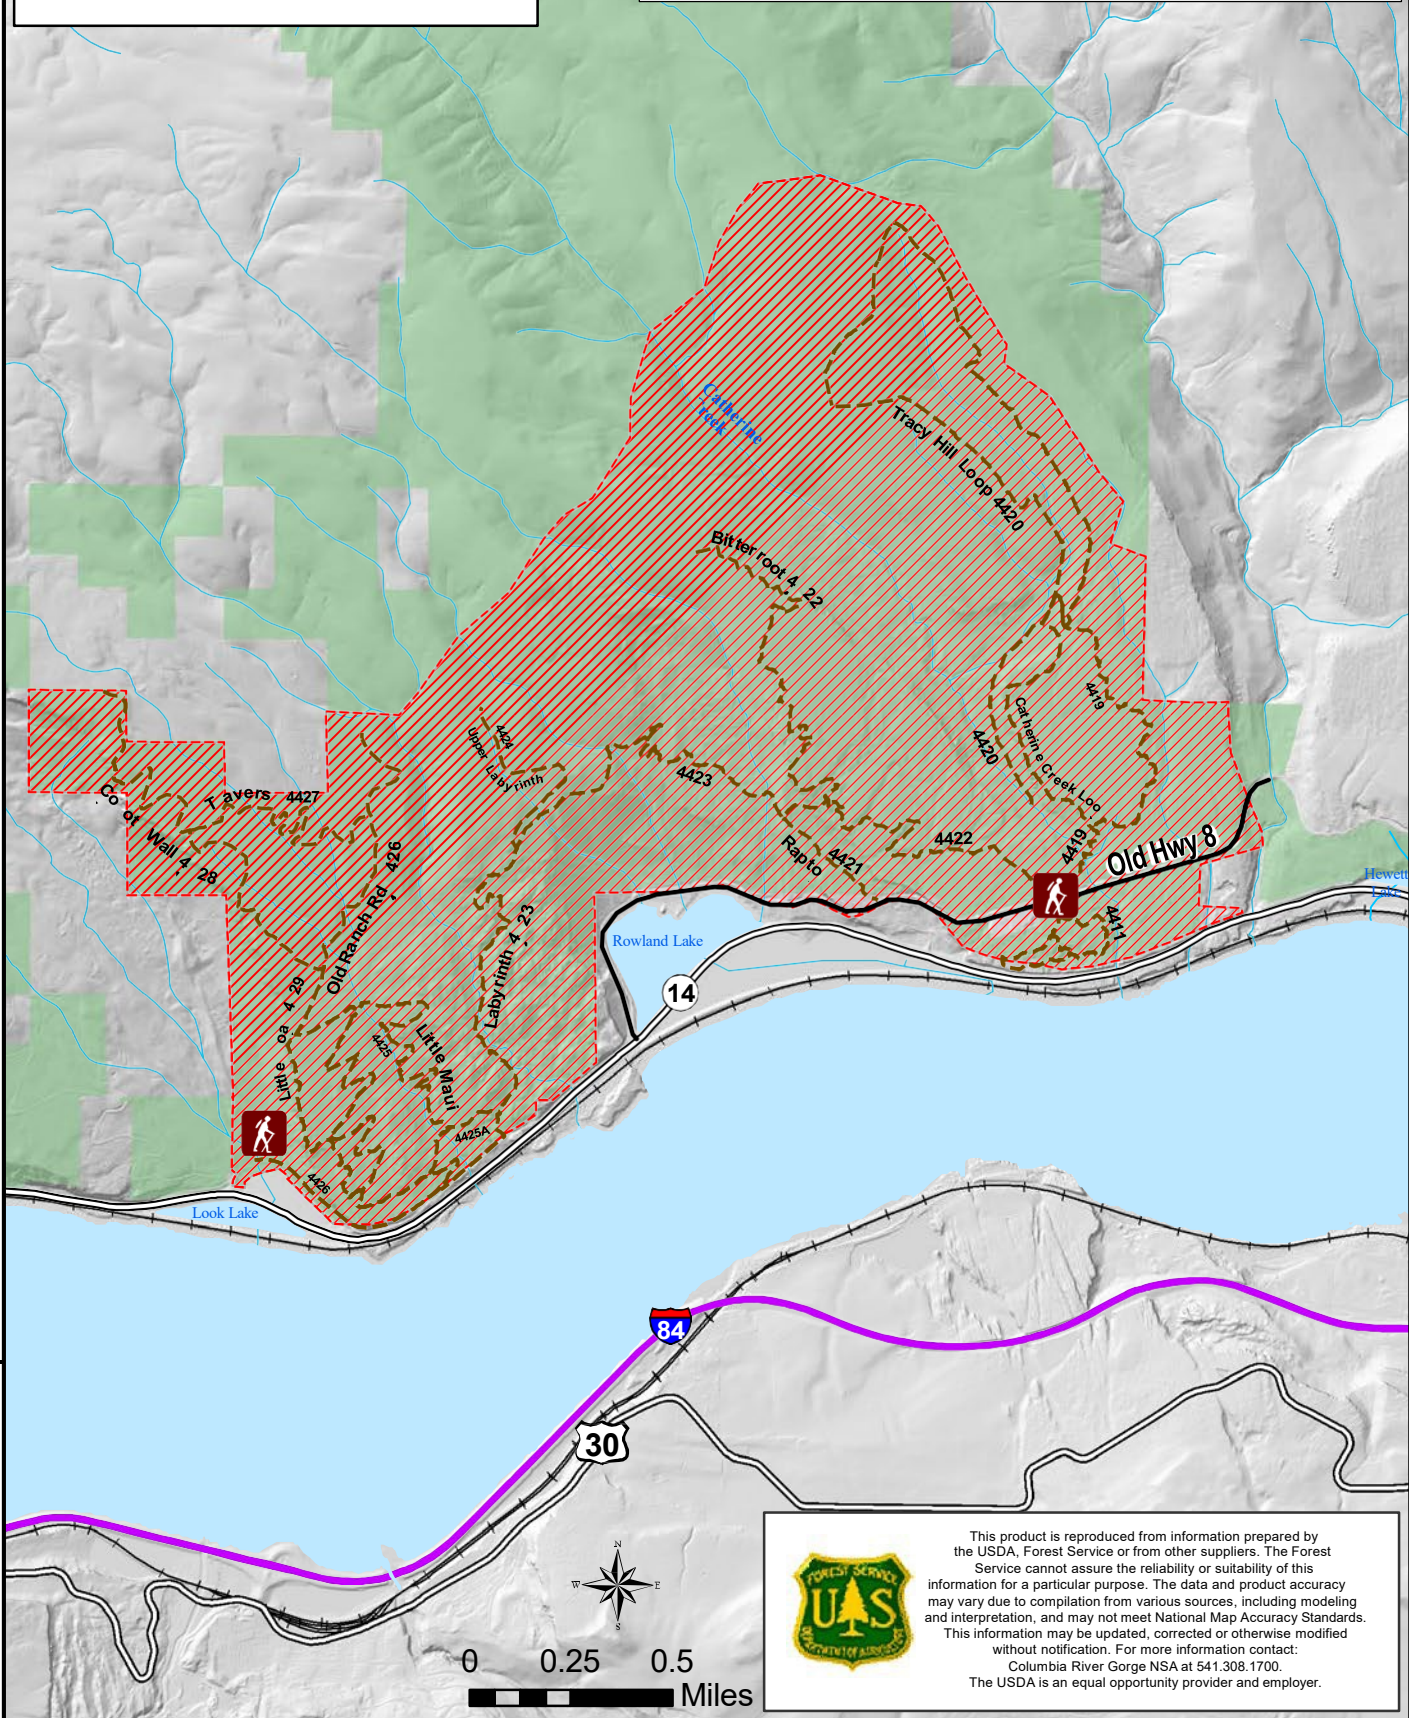 Catherine
Creek
Tracy Hill Loop 4420
Bitterroot 4 22
4419
4424
Upper Labyrinth
4420
Catherine Creek Loo
4423
T avers 4427
Co ot Wall 4 28
Old Ranch Rd 426
Rapto 4421
4422
4419
Old Hwy 8
Hewett
Lake
4411
Rowland Lake
14
Labyrinth 4 23
Little oa 4 29
4425
Little Maui
4425A
4426
Look Lake
84
30
N
W E
S
0 0.25 0.5
Miles
FOREST SERVICE
U S
DEPARTMENT OF AGRICULTURE
This product is reproduced from information prepared by
the USDA, Forest Service or from other suppliers. The Forest
Service cannot assure the reliability or suitability of this
information for a particular purpose. The data and product accuracy
may vary due to compilation from various sources, including modeling
and interpretation, and may not meet National Map Accuracy Standards.
This information may be updated, corrected or otherwise modified
without notification. For more information contact:
Columbia River Gorge NSA at 541.308.1700.
The USDA is an equal opportunity provider and employer.